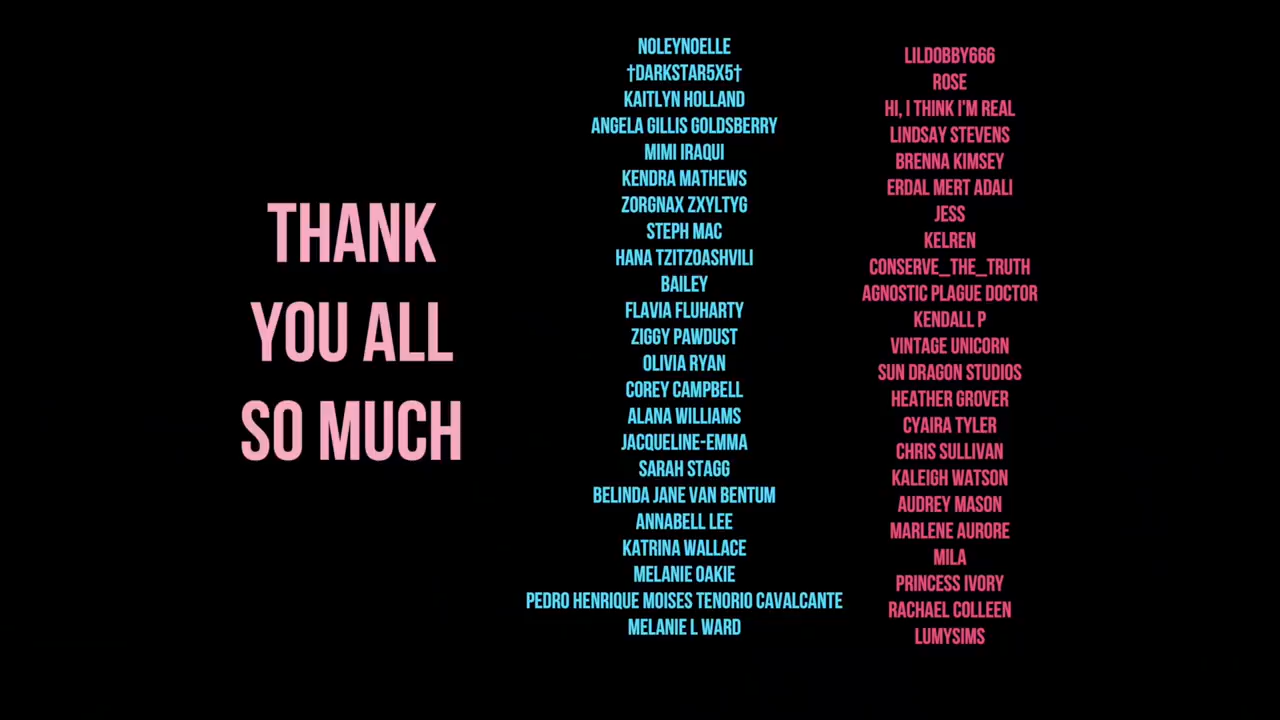 THANK
YOU ALL
SO MUCH
NOLEYNOELLE
†DARKSTAR5X5†
KAITLYN HOLLAND
ANGELA GILLIS GOLDSBERRY
MIMI IRAQUI
KENDRA MATHEWS
ZORGNAX ZXYLTYG
STEPH MAC
HANA TZITZOASHVILI
BAILEY
FLAVIA FLUHARTY
ZIGGY PAWDUST
OLIVIA RYAN
COREY CAMPBELL
ALANA WILLIAMS
JACQUELINE-EMMA
SARAH STAGG
BELINDA JANE VAN BENTUM
ANNABELL LEE
KATRINA WALLACE
MELANIE OAKIE
PEDRO HENRIQUE MOISES TENORIO CAVALCANTE
MELANIE L WARD
LILDOBBY666
ROSE
HI, I THINK I'M REAL
LINDSAY STEVENS
BRENNA KIMSEY
ERDAL MERT ADALI
JESS
KELREN
CONSERVE_THE_TRUTH
AGNOSTIC PLAGUE DOCTOR
KENDALL P
VINTAGE UNICORN
SUN DRAGON STUDIOS
HEATHER GROVER
CYAIRA TYLER
CHRIS SULLIVAN
KALEIGH WATSON
AUDREY MASON
MARLENE AURORE
MILA
PRINCESS IVORY
RACHAEL COLLEEN
LUMYSIMS